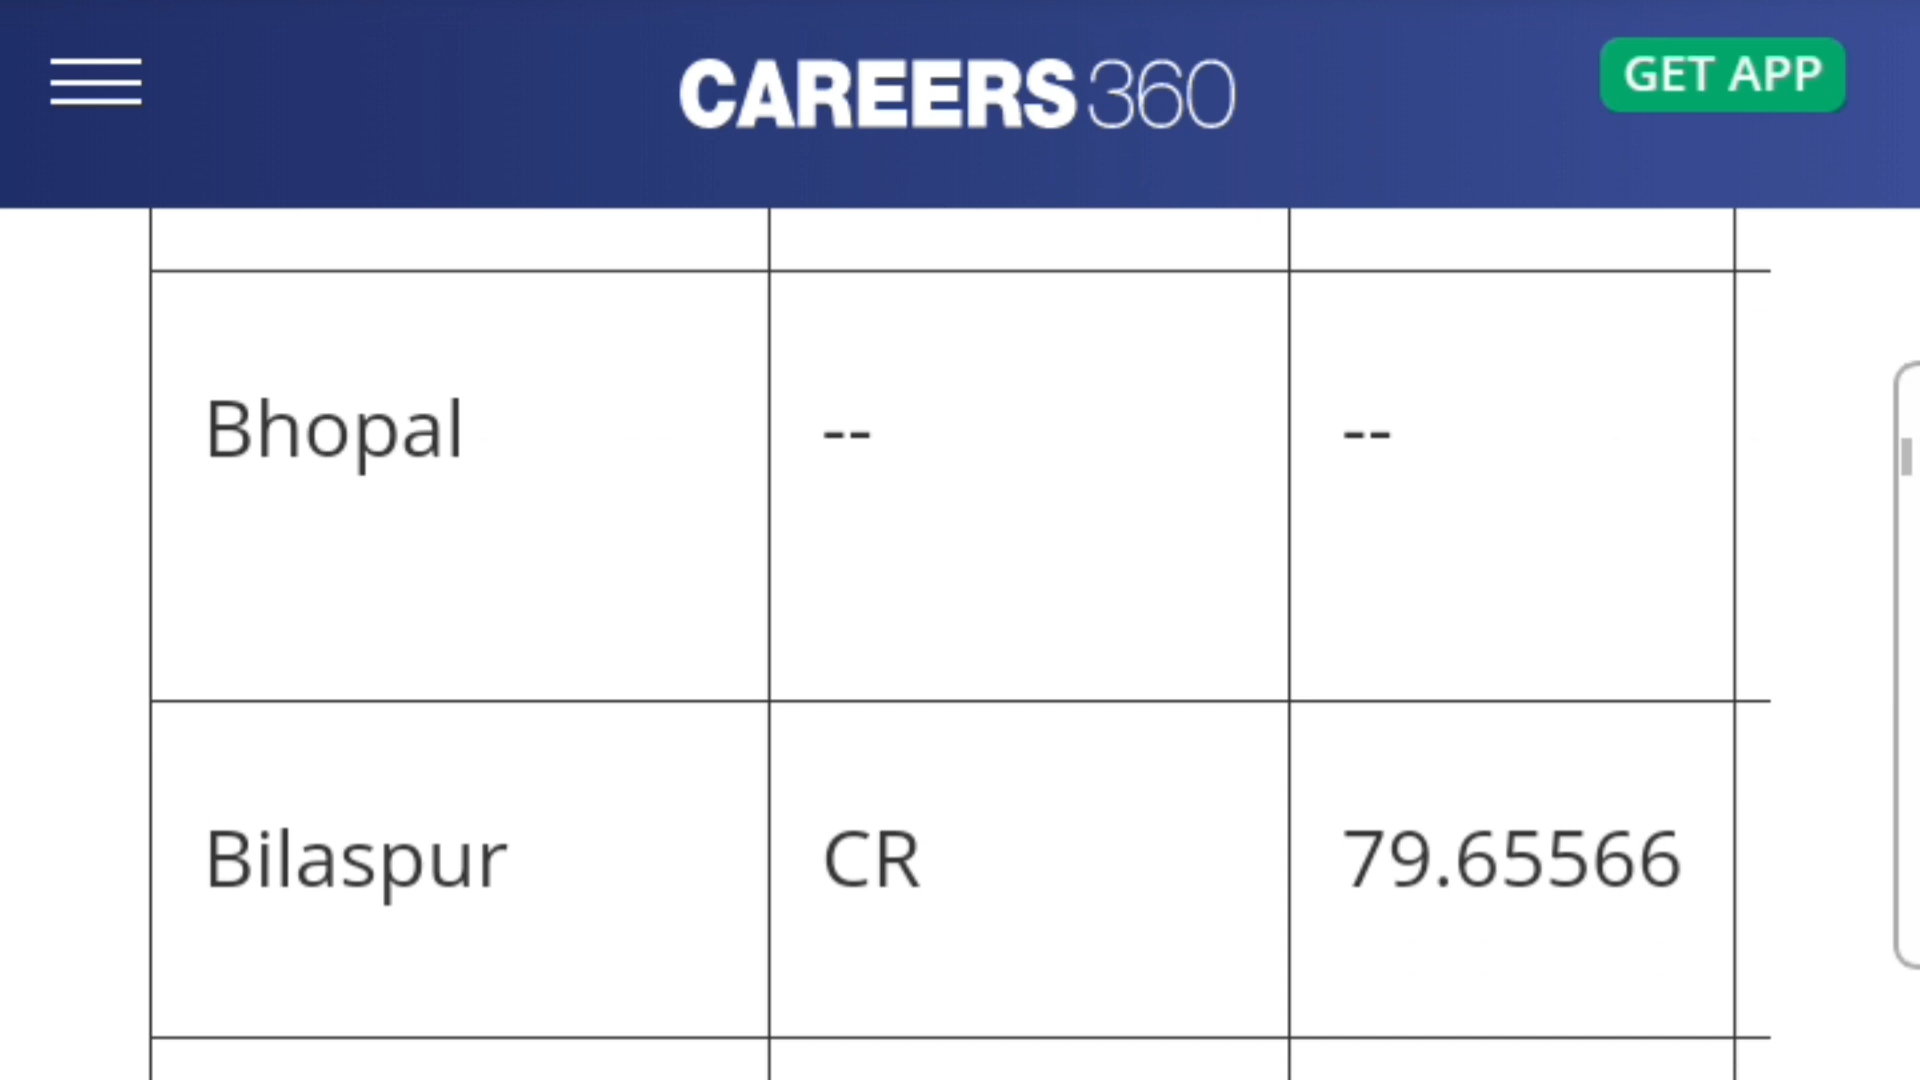 CAREERS360
GET APP
Bhopal -- --
Bilaspur CR 79.65566